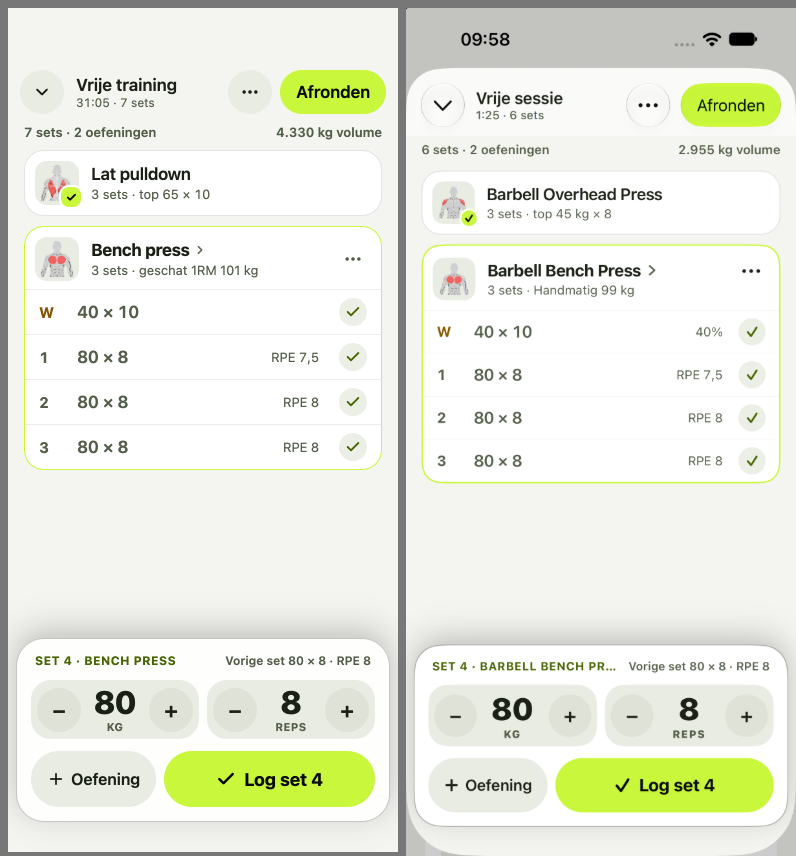 Vrije training
31:05 · 7 sets
Afronden
7 sets · 2 oefeningen
4.330 kg volume
Lat pulldown
3 sets · top 65 × 10
Bench press
3 sets · geschat 1RM 101 kg
W 40 × 10
1 80 × 8 RPE 7,5
2 80 × 8 RPE 8
3 80 × 8 RPE 8
SET 4 · BENCH PRESS
Vorige set 80 × 8 · RPE 8
− 80 +
KG
− 8 +
REPS
+ Oefening
Log set 4
09:58
Vrije sessie
1:25 · 6 sets
Afronden
6 sets · 2 oefeningen
2.955 kg volume
Barbell Overhead Press
3 sets · top 45 kg × 8
Barbell Bench Press
3 sets · Handmatig 99 kg
W 40 × 10 40%
1 80 × 8 RPE 7,5
2 80 × 8 RPE 8
3 80 × 8 RPE 8
SET 4 · BARBELL BENCH PR...
Vorige set 80 × 8 · RPE 8
− 80 +
KG
− 8 +
REPS
+ Oefening
Log set 4